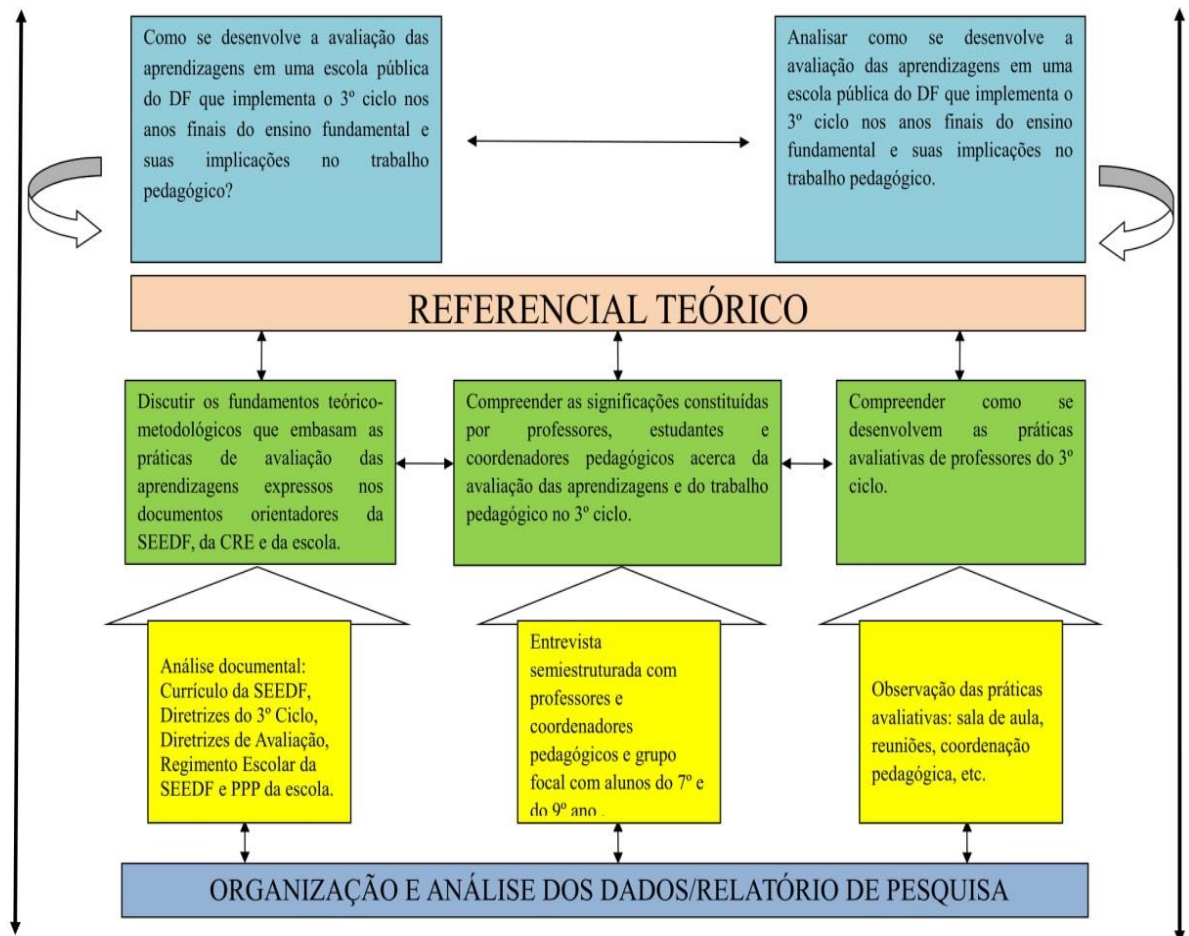 Como se desenvolve a avaliação das
aprendizagens em uma escola pública
do DF que implementa o 3º ciclo nos
anos finais do ensino fundamental e
suas implicações no trabalho
pedagógico?
Analisar como se desenvolve a
avaliação das aprendizagens em uma
escola pública do DF que implementa o
3º ciclo nos anos finais do ensino
fundamental e suas implicações no
trabalho pedagógico.
REFERENCIAL TEÓRICO
Discutir os fundamentos teórico-
metodológicos que embasam as
práticas de avaliação das
aprendizagens expressos nos
documentos orientadores da
SEEDF, da CRE e da escola.
Compreender as significações constituídas
por professores, estudantes e
coordenadores pedagógicos acerca da
avaliação das aprendizagens e do trabalho
pedagógico no 3º ciclo.
Compreender como se
desenvolvem as práticas
avaliativas de professores do 3º
ciclo.
Análise documental:
Currículo da SEEDF,
Diretrizes do 3º Ciclo,
Diretrizes de Avaliação,
Regimento Escolar da
SEEDF e PPP da escola.
Entrevista
semiestruturada com
professores e
coordenadores
pedagógicos e grupo
focal com alunos do 7º e
do 9º ano .
Observação das práticas
avaliativas: sala de aula,
reuniões, coordenação
pedagógica, etc.
ORGANIZAÇÃO E ANÁLISE DOS DADOS/RELATÓRIO DE PESQUISA